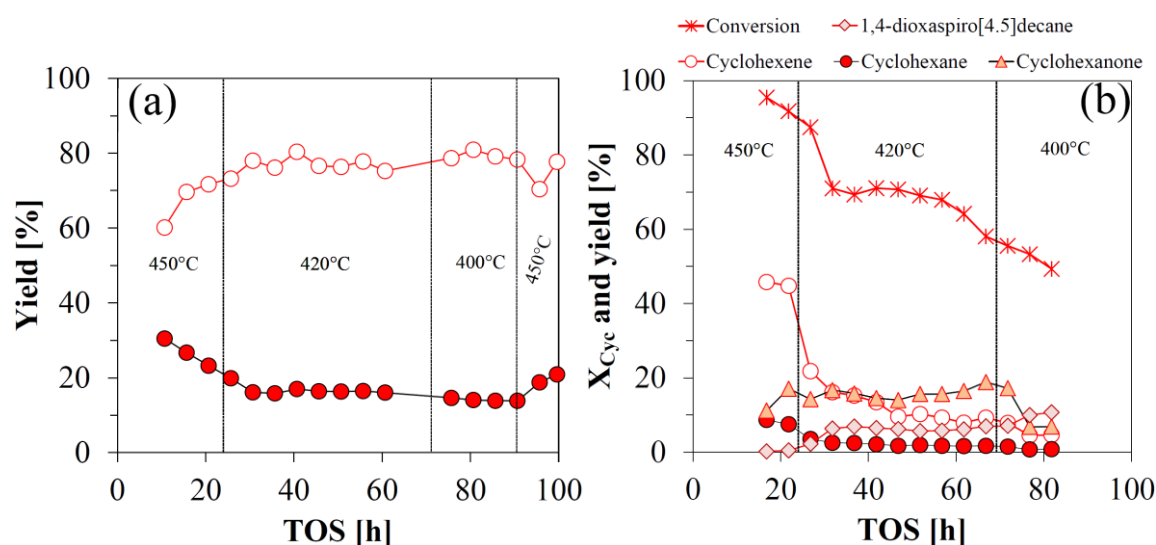 Conversion 1,4-dioxaspiro[4.5]decane
Cyclohexene Cyclohexane Cyclohexanone
(a)
Yield [%]
100
80
60
40
20
0
450°C
420°C
400°C
450°C
0 20 40 60 80 100
TOS [h]
(b)
X_Cyc and yield [%]
100
80
60
40
20
0
450°C
420°C
400°C
0 20 40 60 80 100
TOS [h]